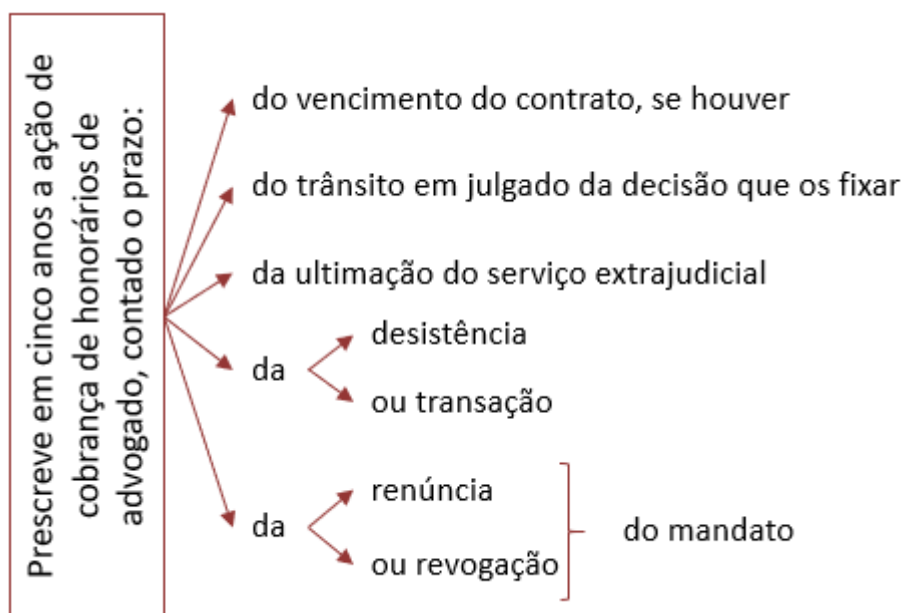 Prescreve em cinco anos a ação de
cobrança de honorários de
advogado, contado o prazo:
do vencimento do contrato, se houver
do trânsito em julgado da decisão que os fixar
da ultimação do serviço extrajudicial
da
desistência
ou transação
da
renúncia
ou revogação
do mandato